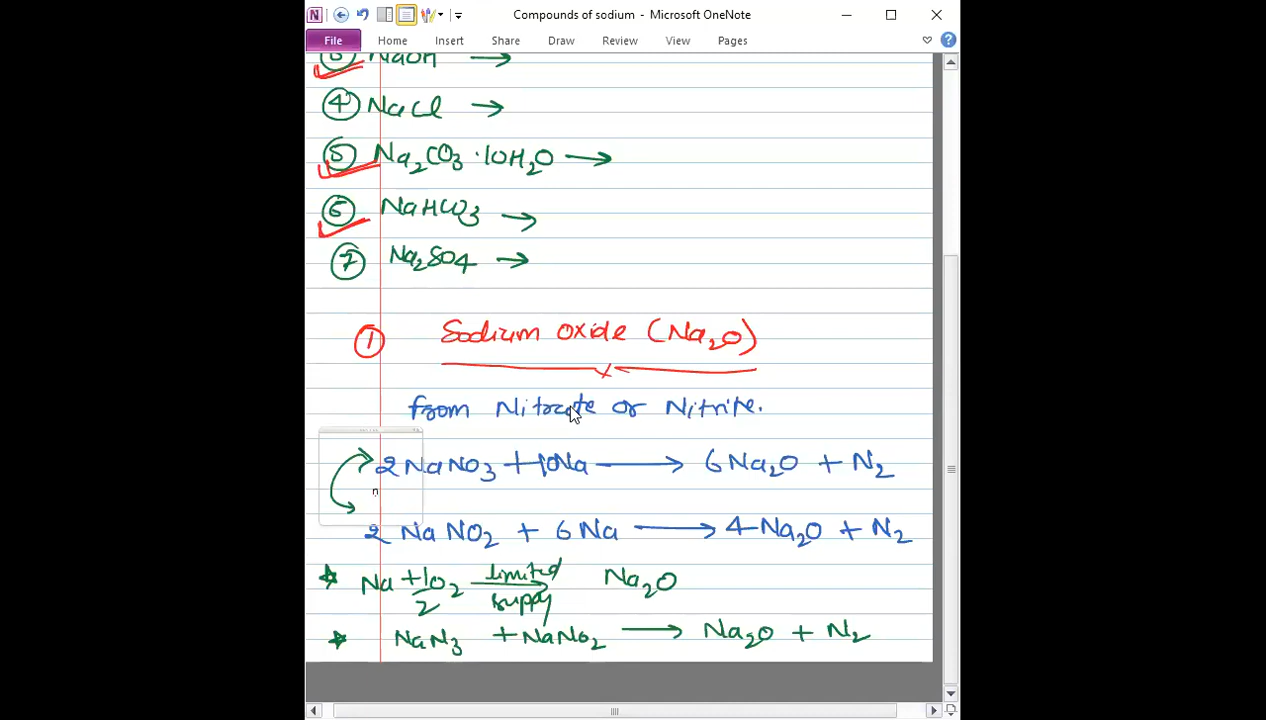 Compounds of sodium - Microsoft OneNote
File Home Insert Share Draw Review View Pages
③ NaOH →
④ NaCl →
⑤ Na₂CO₃ · 10H₂O →
⑥ NaHCO₃ →
⑦ Na₂SO₄ →
① Sodium oxide (Na₂O)
from Nitrate or Nitrite.
2NaNO₃ + 10Na → 6Na₂O + N₂
2NaNO₂ + 6Na → 4Na₂O + N₂
★ Na + 1/2 O₂ limited supply → Na₂O
★ NaN₃ + NaNO₂ → Na₂O + N₂